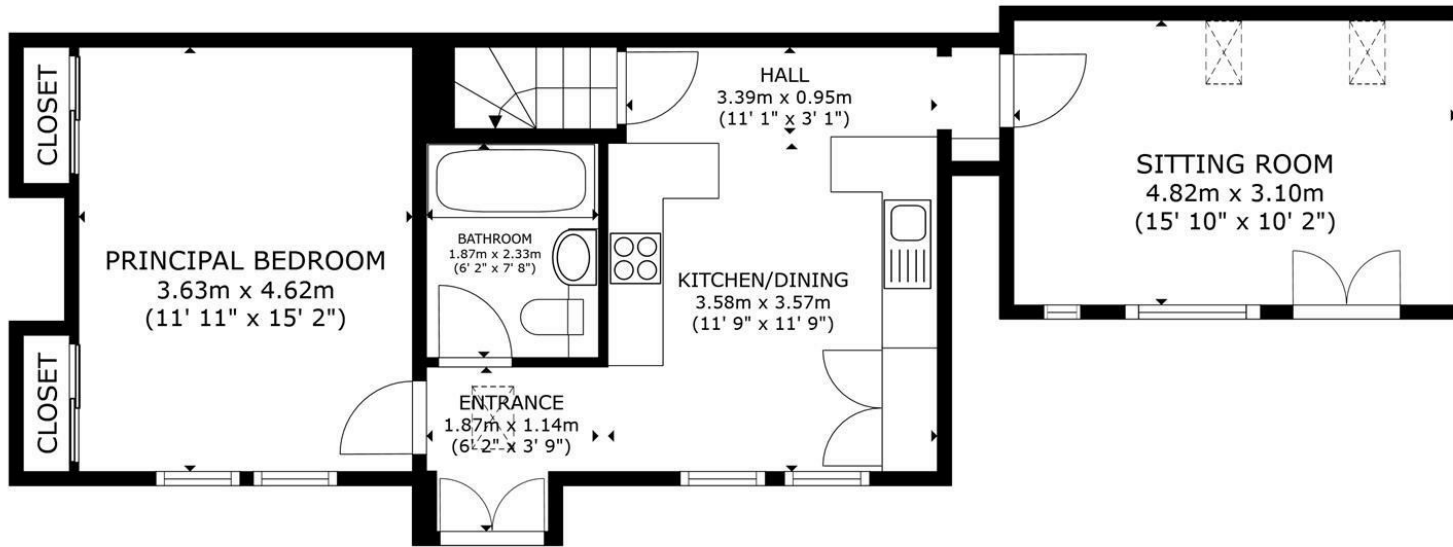 CLOSET
PRINCIPAL BEDROOM
3.63m x 4.62m
(11' 11" x 15' 2")
CLOSET
BATHROOM
1.87m x 2.33m
(6' 2" x 7' 8")
ENTRANCE
1.87m x 1.14m
(6' 2" x 3' 9")
HALL
3.39m x 0.95m
(11' 1" x 3' 1")
KITCHEN/DINING
3.58m x 3.57m
(11' 9" x 11' 9")
SITTING ROOM
4.82m x 3.10m
(15' 10" x 10' 2")